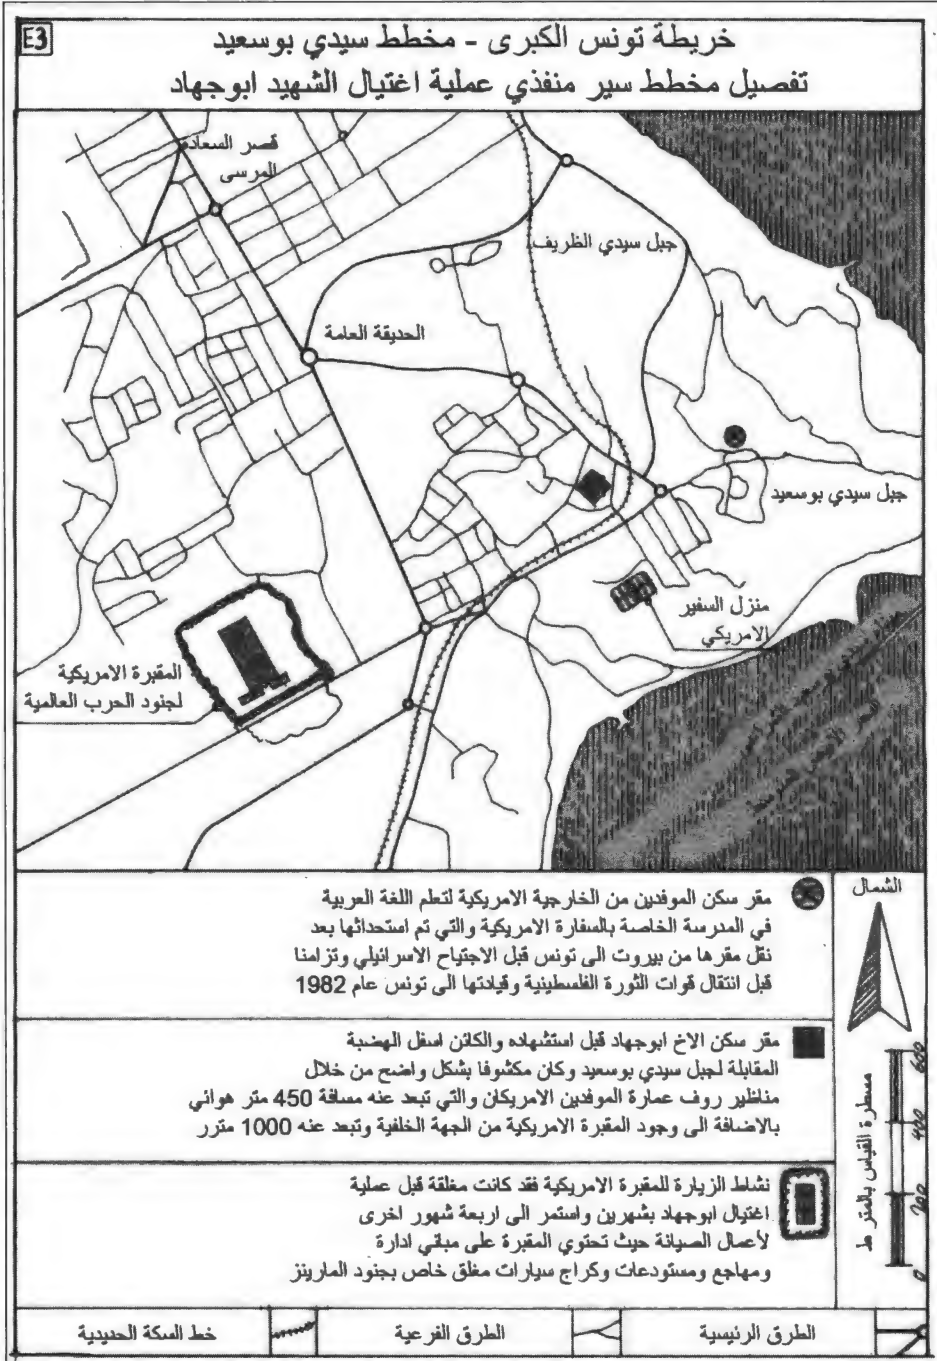 E3
خريطة تونس الكبرى - مخطط سيدي بوسعيد
تفصيل مخطط سير منفذي عملية اغتيال الشهيد ابوجهاد
قصر السعادة
المرسى
جبل سيدي الظريف
الحديقة العامة
جبل سيدي بوسعيد
منزل السفير
الامريكي
المقبرة الامريكية
لجنود الحرب العالمية
مقر سكن الموفدين من الخارجية الامريكية لتعلم اللغة العربية
في المدرسة الخاصة بالسفارة الامريكية والتي تم استحداثها بعد
نقل مقرها من بيروت الى تونس قبل الاجتياح الاسرائيلي وتزامنا
قبل انتقال قوات الثورة الفلسطينية وقيادتها الى تونس عام 1982
مقر سكن الاخ ابوجهاد قبل استشهاده والكائن اسفل الهضبة
المقابلة لجبل سيدي بوسعيد وكان مكشوفا بشكل واضح من خلال
مناظير روف عمارة الموفدين الامريكان والتي تبعد عنه مسافة 450 متر هوائي
بالاضافة الى وجود المقبرة الامريكية من الجهة الخلفية وتبعد عنه 1000 مترر
نشاط الزيارة للمقبرة الامريكية فقد كانت مغلقة قبل عملية
اغتيال ابوجهاد بشهرين واستمر الى اربعة شهور اخرى
لأعمال الصيانة حيث تحتوي المقبرة على مباني ادارة
ومهاجع ومستودعات وكراج سيارات مغلق خاص بجنود المارينز
الشمال
600
400
200
0
مسطرة القياس بالمتر ط
الطرق الرئيسية
الطرق الفرعية
خط السكة الحديدية